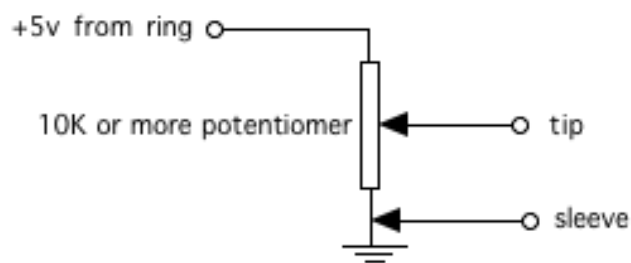 +5v from ring
10K or more potentiomer
tip
sleeve